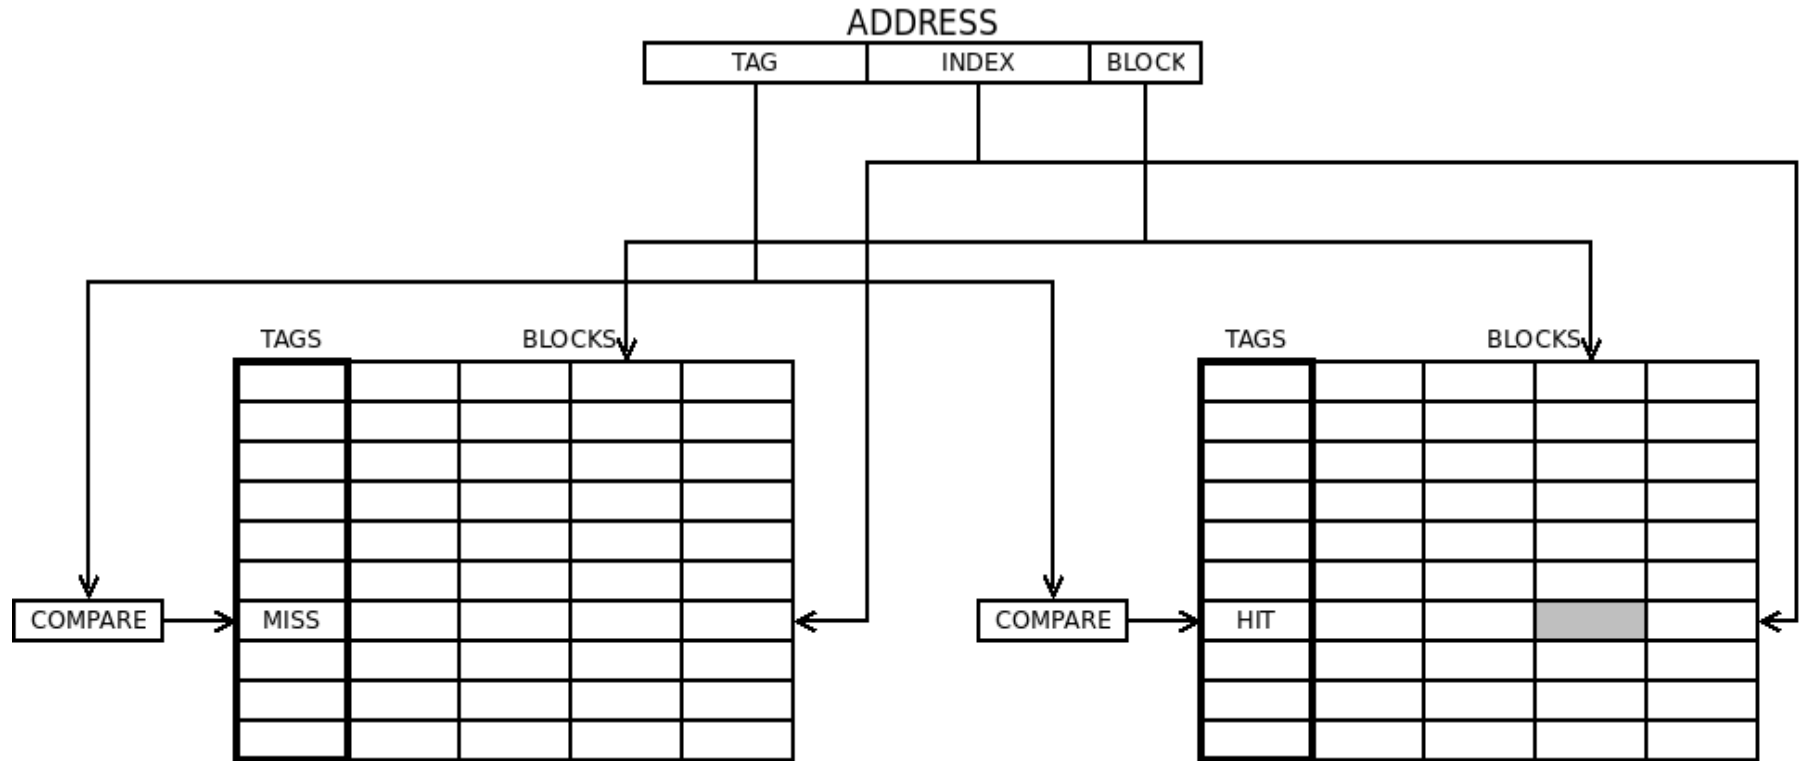 ADDRESS
TAG INDEX BLOCK
TAGS BLOCKS TAGS BLOCKS
COMPARE MISS COMPARE HIT